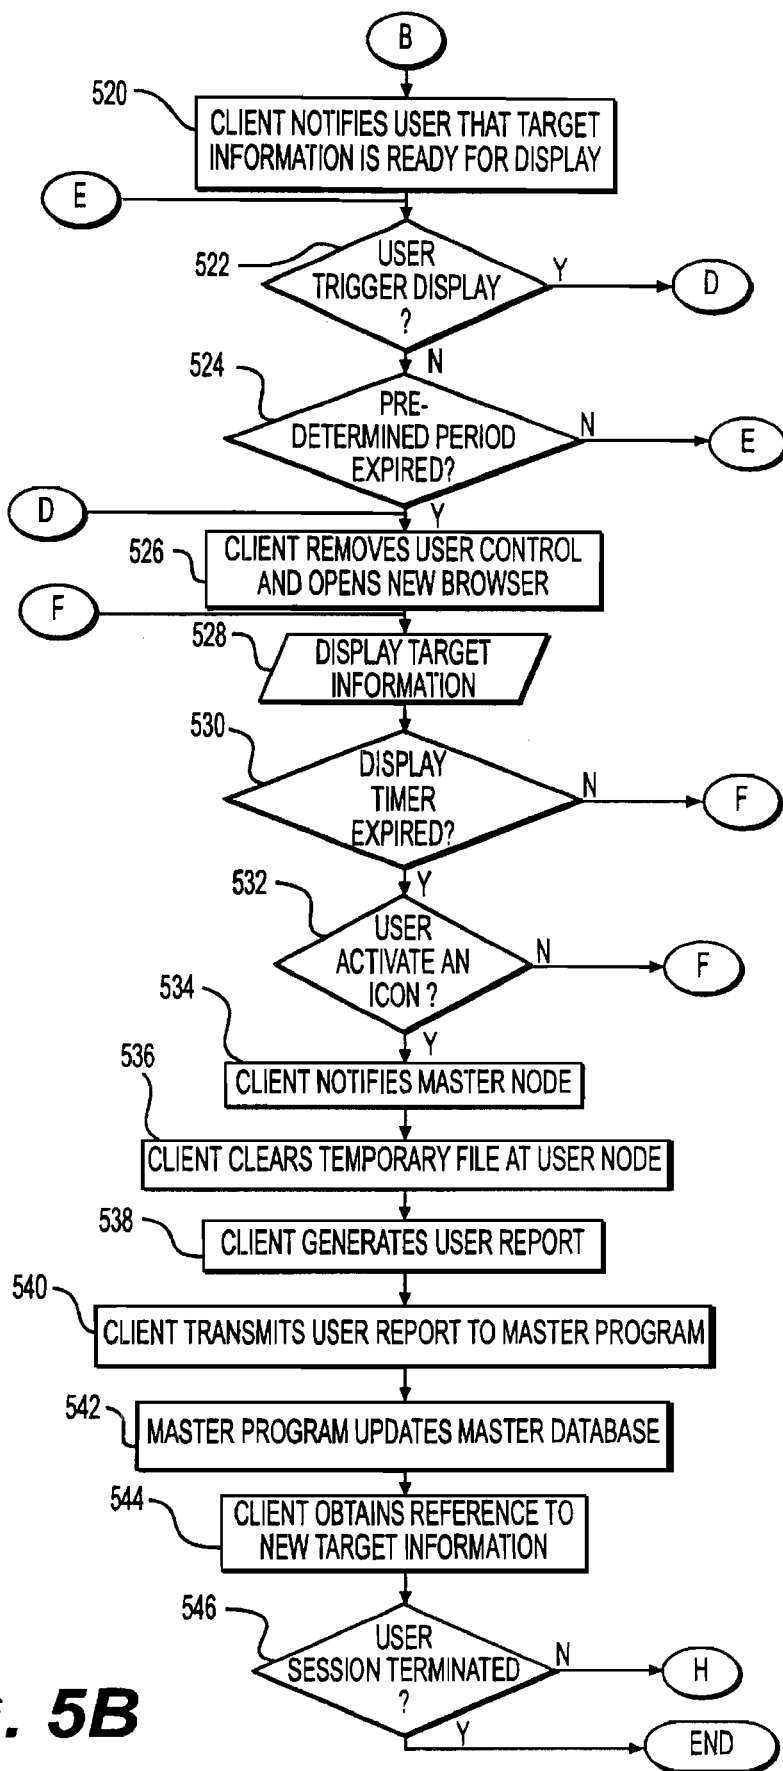 B
520
CLIENT NOTIFIES USER THAT TARGET
INFORMATION IS READY FOR DISPLAY
E
522
USER
TRIGGER DISPLAY
?
Y
D
N
524
PRE-
DETERMINED PERIOD
EXPIRED?
N
E
D
Y
526
CLIENT REMOVES USER CONTROL
AND OPENS NEW BROWSER
F
528
DISPLAY TARGET
INFORMATION
530
DISPLAY
TIMER
EXPIRED?
N
F
Y
532
USER
ACTIVATE AN
ICON ?
N
F
Y
534
CLIENT NOTIFIES MASTER NODE
536
CLIENT CLEARS TEMPORARY FILE AT USER NODE
538
CLIENT GENERATES USER REPORT
540
CLIENT TRANSMITS USER REPORT TO MASTER PROGRAM
542
MASTER PROGRAM UPDATES MASTER DATABASE
544
CLIENT OBTAINS REFERENCE TO
NEW TARGET INFORMATION
546
USER
SESSION TERMINATED
?
N
H
Y
END
. 5B